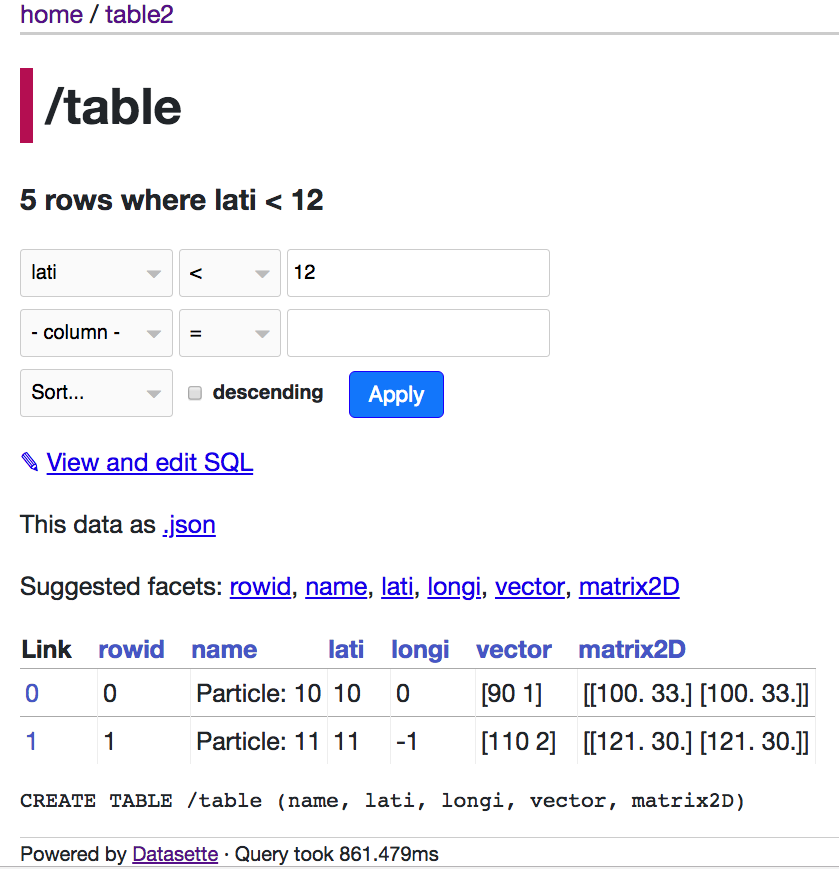 home / table2
/table
5 rows where lati < 12
lati < 12
- column - =
Sort... descending Apply
✎ View and edit SQL
This data as .json
Suggested facets: rowid, name, lati, longi, vector, matrix2D
Link rowid name lati longi vector matrix2D
0 0 Particle: 10 10 0 [90 1] [[100. 33.] [100. 33.]]
1 1 Particle: 11 11 -1 [110 2] [[121. 30.] [121. 30.]]
CREATE TABLE /table (name, lati, longi, vector, matrix2D)
Powered by Datasette · Query took 861.479ms